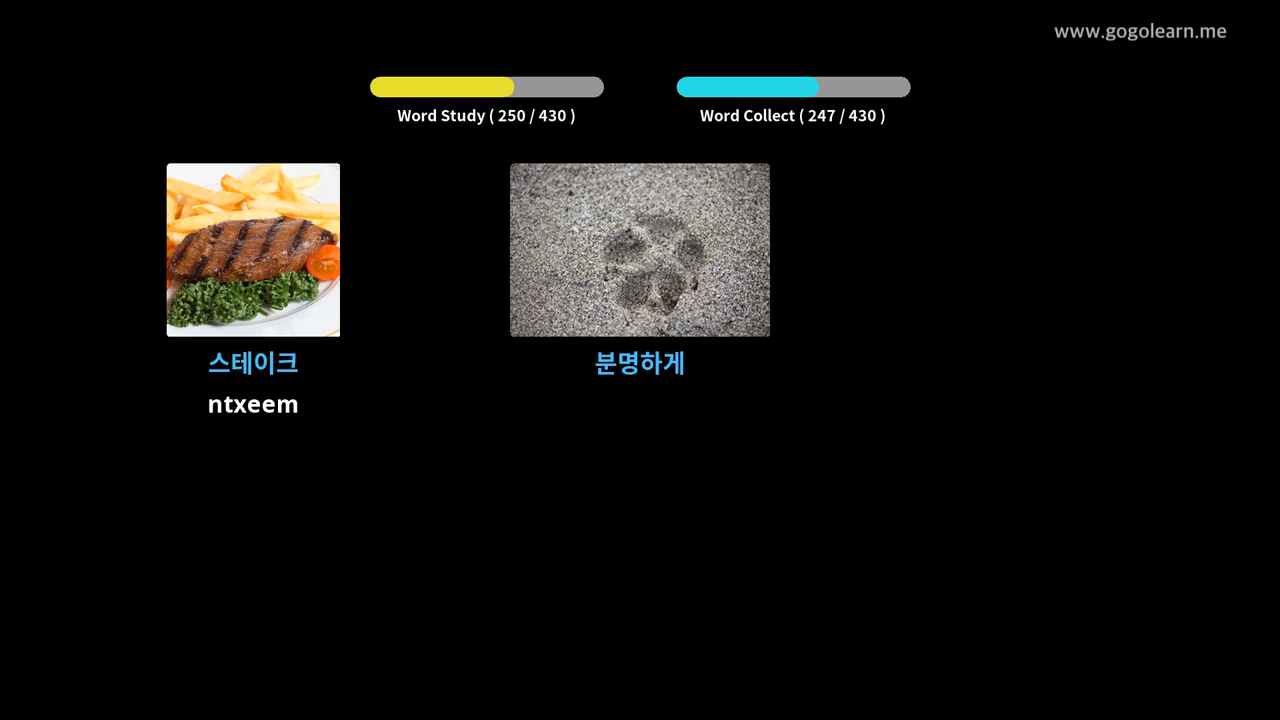 www.gogolearn.me
Word Study ( 250 / 430 )
Word Collect ( 247 / 430 )
스테이크
분명하게
ntxeem